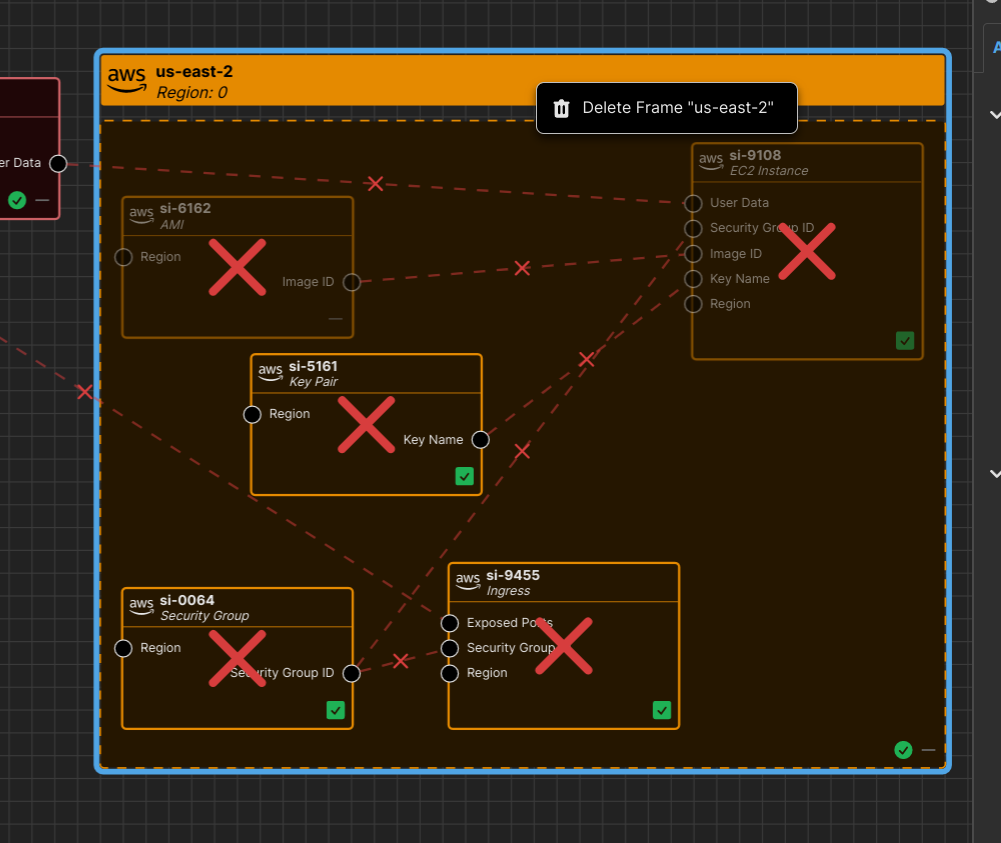 aws us-east-2
Region: 0
Delete Frame "us-east-2"
er Data
aws si-9108
EC2 Instance
User Data
Security Group ID
Image ID
Key Name
Region
aws si-6162
AMI
Region
Image ID
aws si-5161
Key Pair
Region
Key Name
aws si-9455
Ingress
Exposed Ports
Security Group
Region
aws si-0064
Security Group
Region
Security Group ID
A